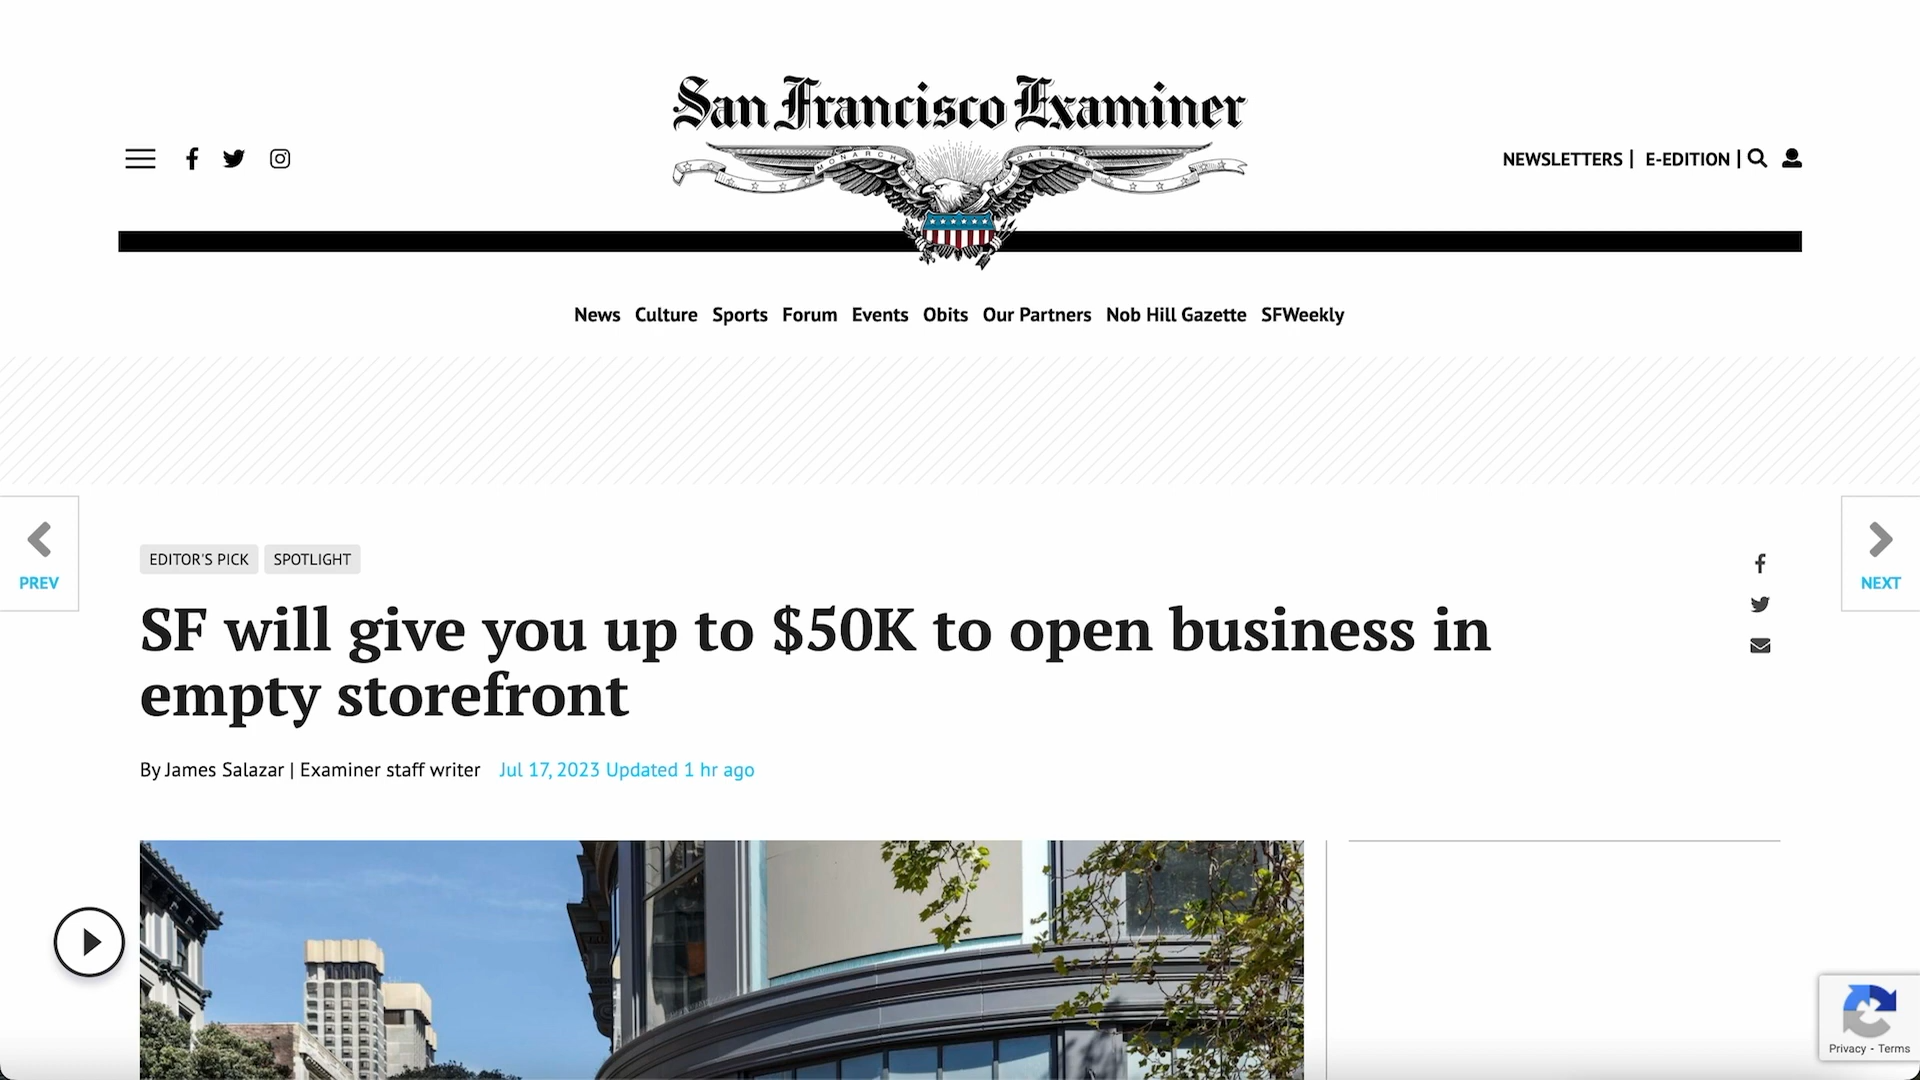 San Francisco Examiner
MONARCH
DAILIES
NEWSLETTERS | E-EDITION |
News Culture Sports Forum Events Obits Our Partners Nob Hill Gazette SFWeekly
PREV
NEXT
EDITOR'S PICK SPOTLIGHT
SF will give you up to $50K to open business in
empty storefront
By James Salazar | Examiner staff writer Jul 17, 2023 Updated 1 hr ago
Privacy - Terms